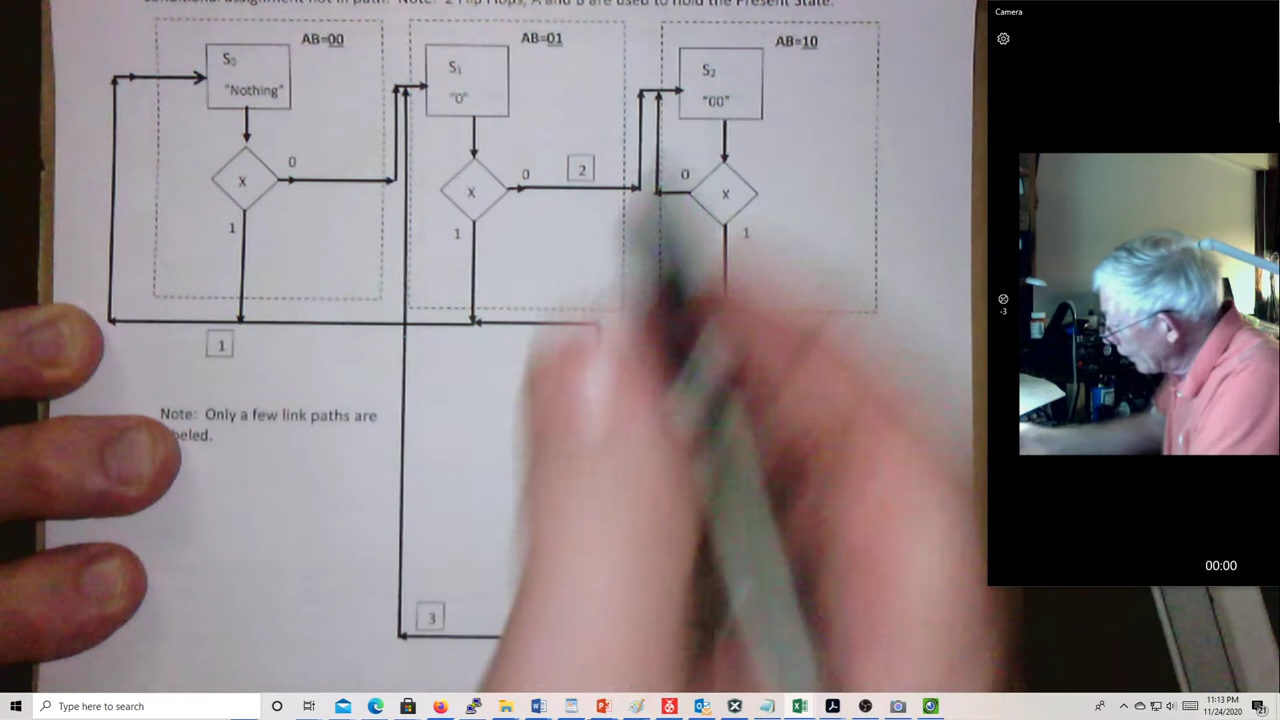 conditional assignment not in path. Note: 2 Flip Flops, A and B are used to hold the Present State.
AB=00
AB=01
AB=10
S0
"Nothing"
S1
"0"
S2
"00"
X
0
1
X
0
1
X
0
1
2
1
Note: Only a few link paths are
beled.
3
Camera
-3
00:00
Type here to search
11:13 PM
11/24/2020
21